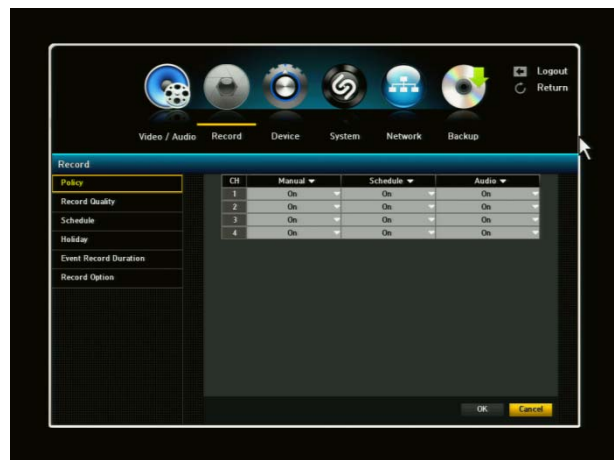 Logout
Return
Video / Audio Record Device System Network Backup
Record
Policy
Record Quality
Schedule
Holiday
Event Record Duration
Record Option
CH Manual Schedule Audio
1 On On On
2 On On On
3 On On On
4 On On On
OK Cancel